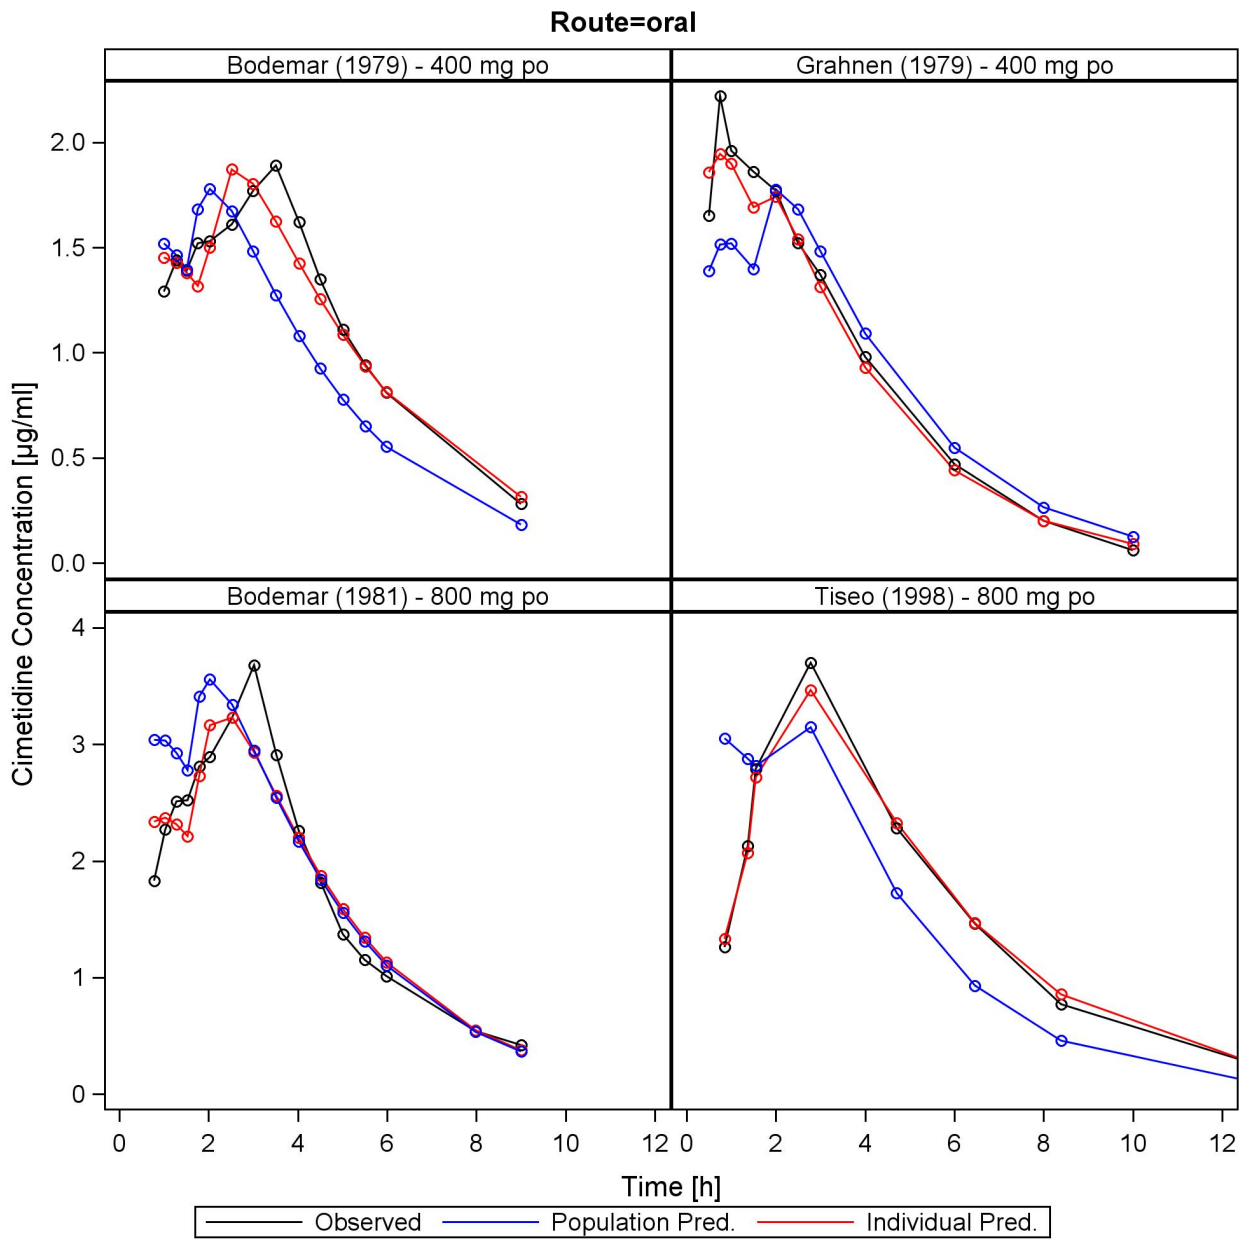 Route=oral
Bodemar (1979) - 400 mg po
Grahnen (1979) - 400 mg po
2.0
1.5
1.0
0.5
0.0
Cimetidine Concentration [µg/ml]
Bodemar (1981) - 800 mg po
Tiseo (1998) - 800 mg po
4
3
2
1
0
0 2 4 6 8 10 12
0 2 4 6 8 10 12
Time [h]
Observed Population Pred. Individual Pred.